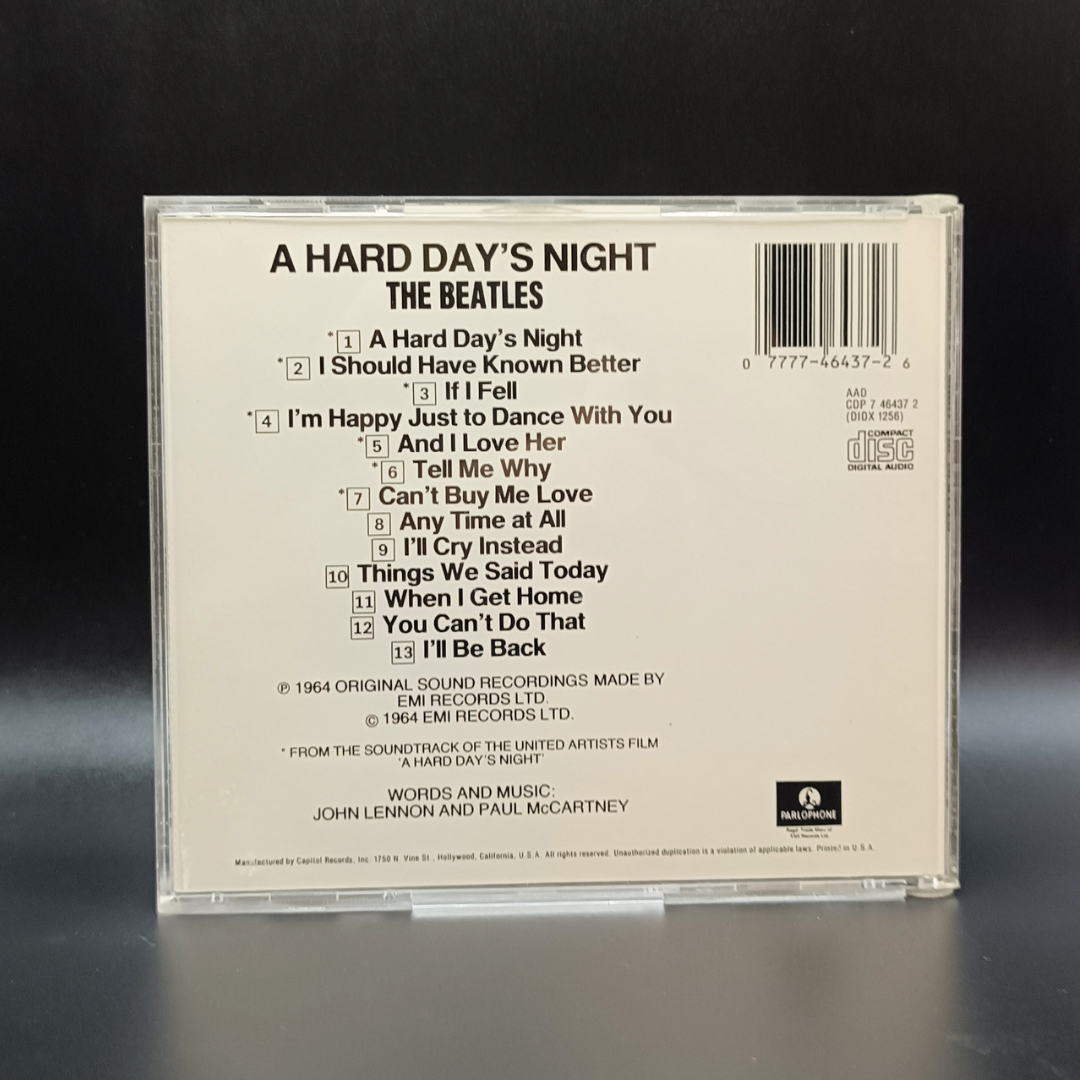 A HARD DAY'S NIGHT
THE BEATLES
*1 A Hard Day's Night
*2 I Should Have Known Better
*3 If I Fell
*4 I'm Happy Just to Dance With You
*5 And I Love Her
*6 Tell Me Why
*7 Can't Buy Me Love
8 Any Time at All
9 I'll Cry Instead
10 Things We Said Today
11 When I Get Home
12 You Can't Do That
13 I'll Be Back
℗ 1964 ORIGINAL SOUND RECORDINGS MADE BY
EMI RECORDS LTD.
© 1964 EMI RECORDS LTD.
* FROM THE SOUNDTRACK OF THE UNITED ARTISTS FILM
'A HARD DAY'S NIGHT'
WORDS AND MUSIC:
JOHN LENNON AND PAUL McCARTNEY
0 7777-46437-2 6
AAD
CDP 7 46437 2
(DIDX 1256)
COMPACT
disc
DIGITAL AUDIO
PARLOPHONE
Manufactured by Capitol Records, Inc. 1750 N. Vine St., Hollywood, California, U.S.A. All rights reserved. Unauthorized duplication is a violation of applicable laws. Printed in U.S.A.